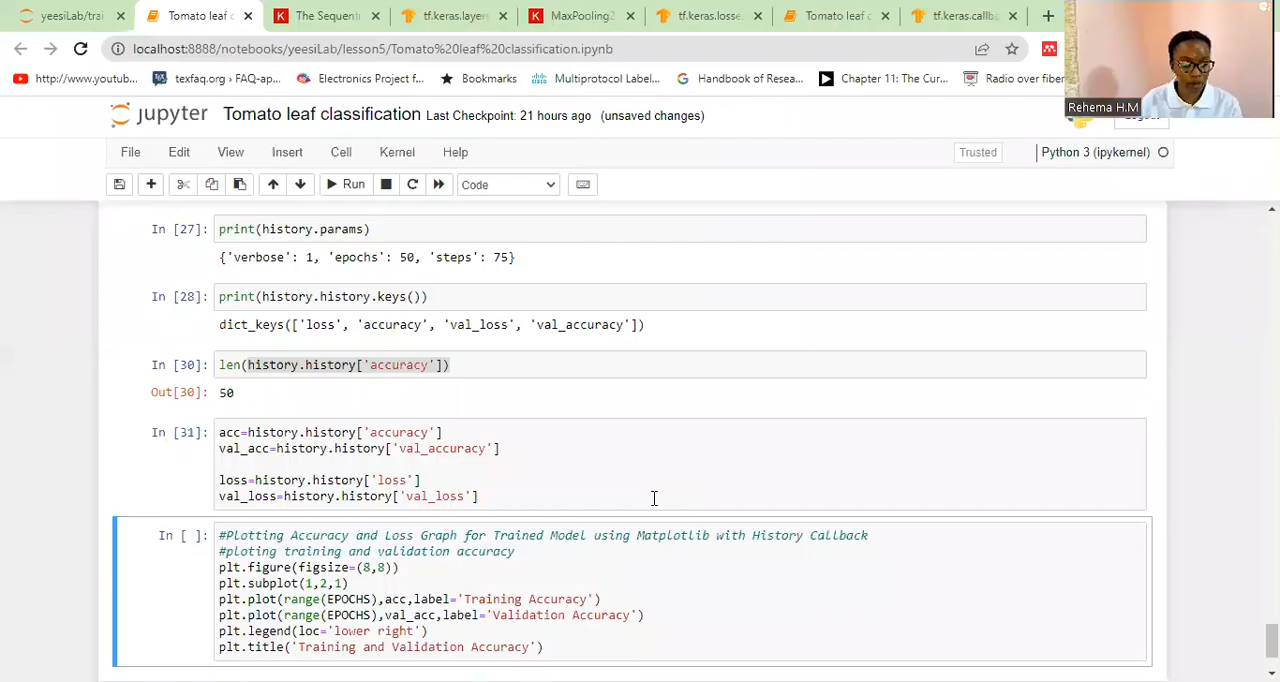 yeesiLab/trai
Tomato leaf c
The Sequent
tf.keras.layer
MaxPooling2
tf.keras.losse
Tomato leaf c
tf.keras.callb
localhost:8888/notebooks/yeesiLab/lesson5/Tomato%20leaf%20classification.ipynb
http://www.youtub...
texfaq.org › FAQ-ap...
Electronics Project f...
Bookmarks
Multiprotocol Label...
Handbook of Resea...
Chapter 11: The Cur...
Radio over fiber
Rehema H.M
jupyter Tomato leaf classification Last Checkpoint: 21 hours ago (unsaved changes)
File Edit View Insert Cell Kernel Help Trusted Python 3 (ipykernel)
Run Code
In [27]: print(history.params)
{'verbose': 1, 'epochs': 50, 'steps': 75}
In [28]: print(history.history.keys())
dict_keys(['loss', 'accuracy', 'val_loss', 'val_accuracy'])
In [30]: len(history.history['accuracy'])
Out[30]: 50
In [31]: acc=history.history['accuracy']
val_acc=history.history['val_accuracy']
loss=history.history['loss']
val_loss=history.history['val_loss']
In [ ]: #Plotting Accuracy and Loss Graph for Trained Model using Matplotlib with History Callback
#ploting training and validation accuracy
plt.figure(figsize=(8,8))
plt.subplot(1,2,1)
plt.plot(range(EPOCHS),acc,label='Training Accuracy')
plt.plot(range(EPOCHS),val_acc,label='Validation Accuracy')
plt.legend(loc='lower right')
plt.title('Training and Validation Accuracy')